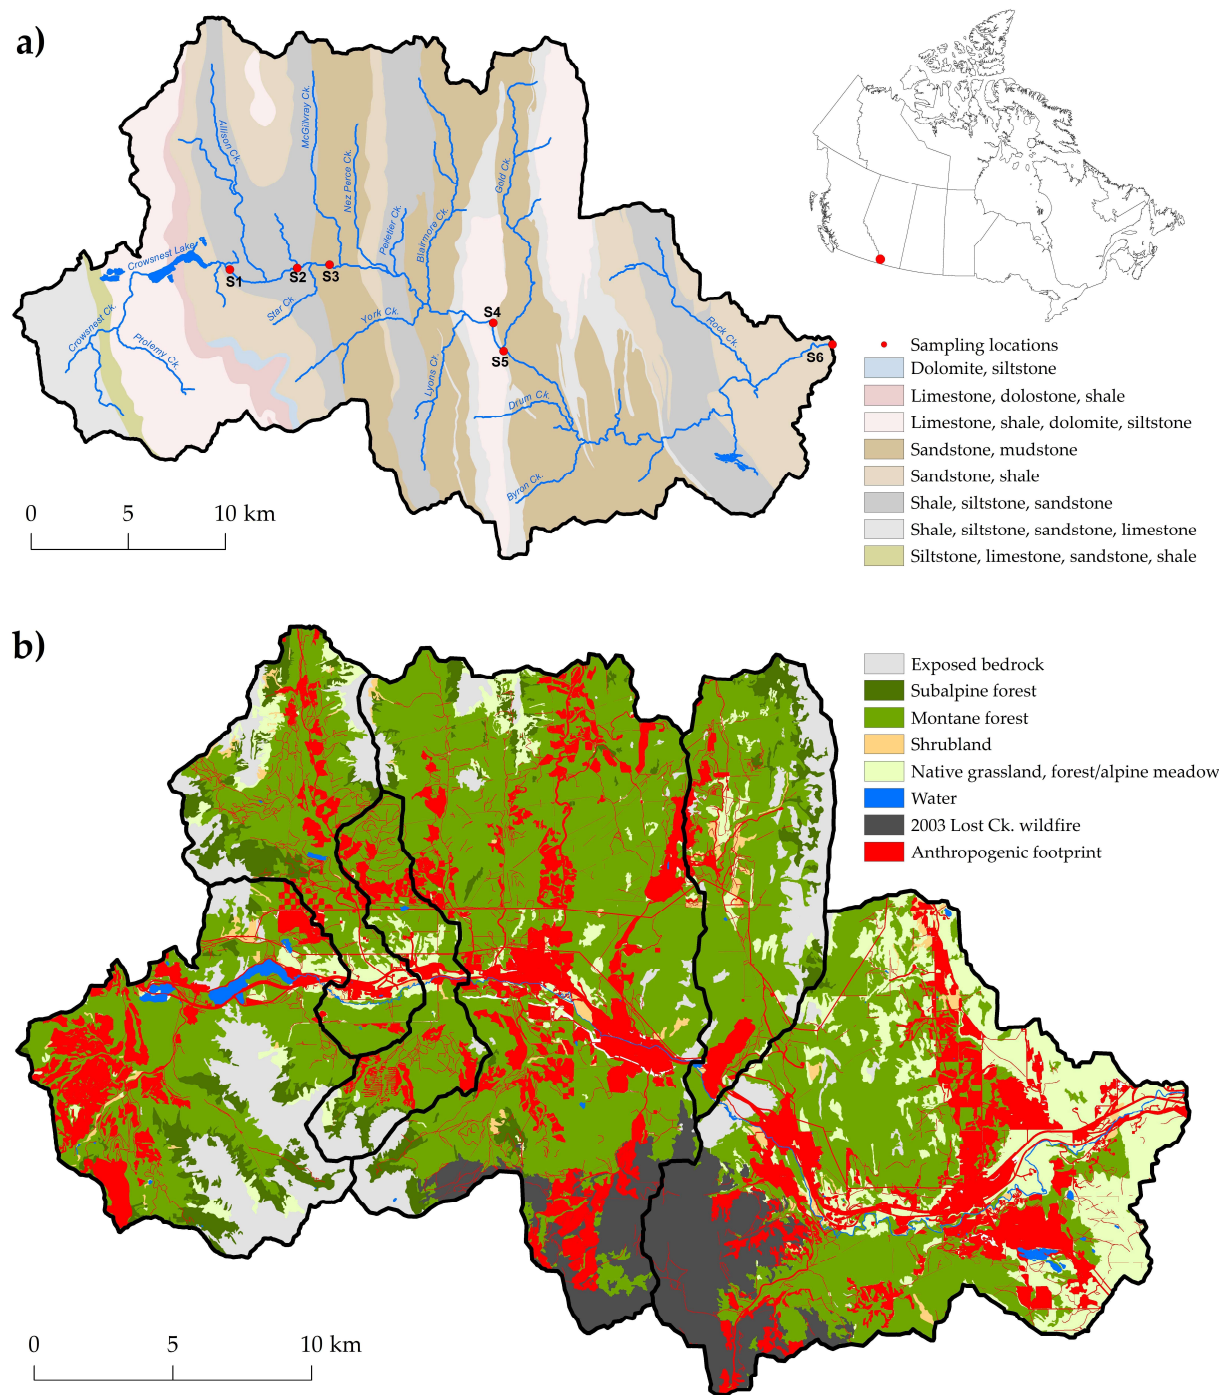 a)
Allison Ck.
McGilvray Ck.
Nez Perce Ck.
Pelletier Ck.
Blairmore Ck.
Gold Ck.
Crowsnest Lake
S1
S2
S3
Star Ck
York Ck.
S4
S5
Rock Ck.
S6
Crowsnest Ck.
Ptolemy Ck.
Lyons Ck.
Drum Ck.
Byron Ck.
0 5 10 km
Sampling locations
Dolomite, siltstone
Limestone, dolostone, shale
Limestone, shale, dolomite, siltstone
Sandstone, mudstone
Sandstone, shale
Shale, siltstone, sandstone
Shale, siltstone, sandstone, limestone
Siltstone, limestone, sandstone, shale
b)
Exposed bedrock
Subalpine forest
Montane forest
Shrubland
Native grassland, forest/alpine meadow
Water
2003 Lost Ck. wildfire
Anthropogenic footprint
0 5 10 km